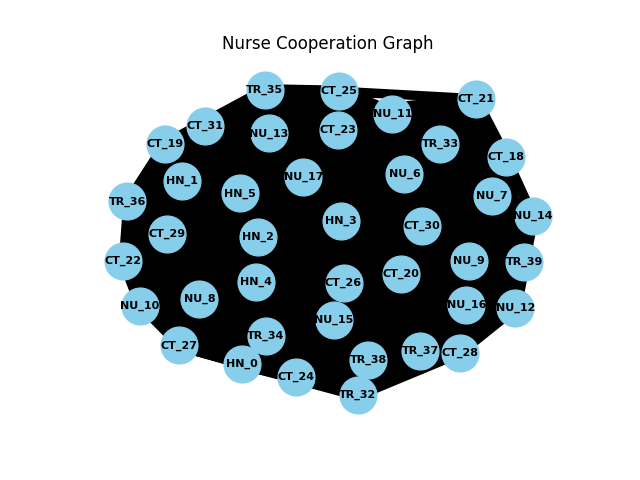 Nurse Cooperation Graph
TR_35
CT_25
CT_21
NU_11
CT_31
NU_13
CT_23
CT_19
TR_33
CT_18
NU_6
NU_17
HN_1
HN_5
NU_7
TR_36
NU_14
HN_3
CT_30
CT_29
HN_2
CT_22
NU_9
TR_39
CT_20
HN_4
CT_26
NU_8
NU_10
NU_16
NU_12
NU_15
TR_34
CT_27
TR_37
CT_28
TR_38
HN_0
CT_24
TR_32